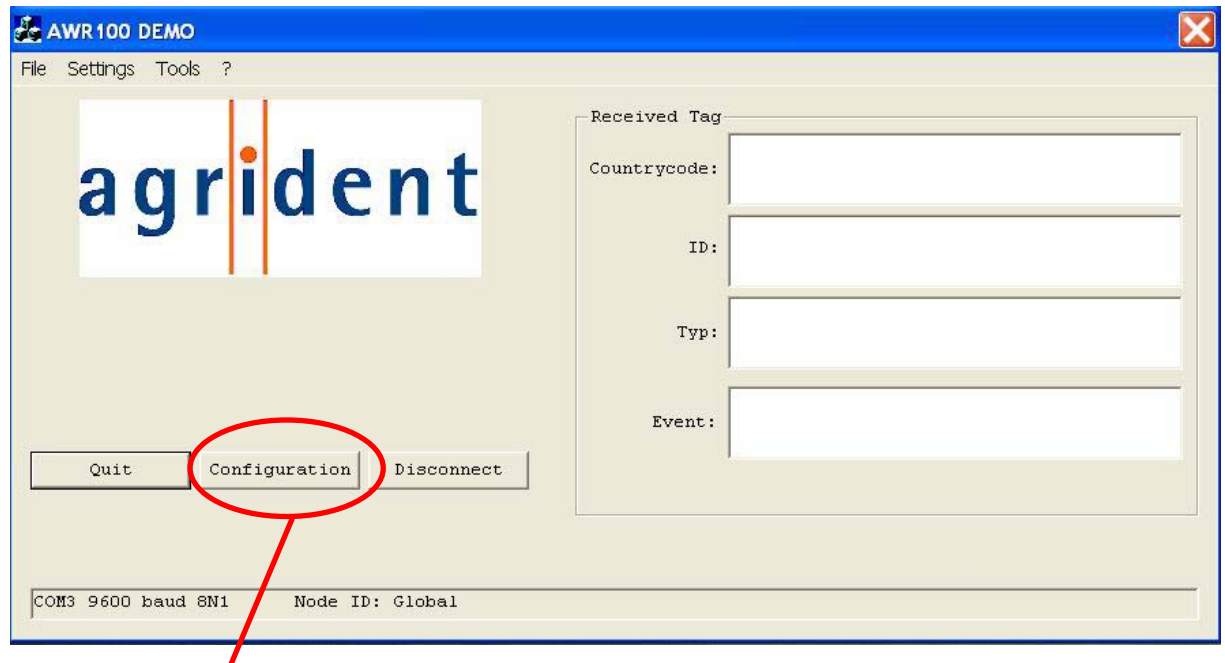 AWR100 DEMO
File Settings Tools ?
agrident
Received Tag
Countrycode:
ID:
Typ:
Event:
Quit Configuration Disconnect
COM3 9600 baud 8N1 Node ID: Global